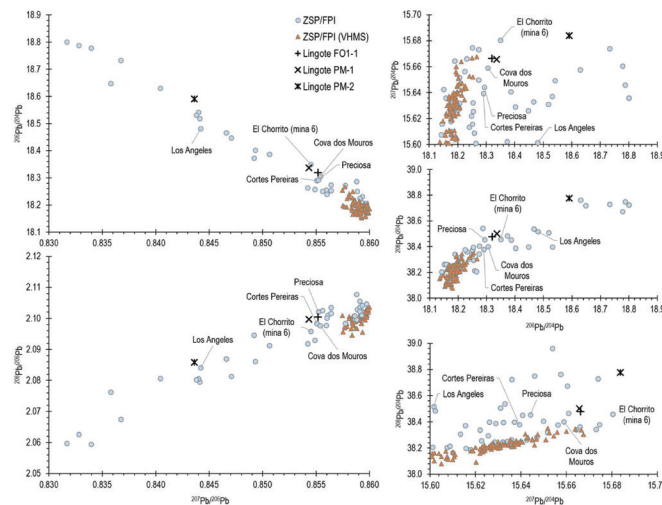 ZSP/FPI
ZSP/FPI (VHMS)
Lingote FO1-1
Lingote PM-1
Lingote PM-2
18.9
18.8
18.7
18.6
18.5
18.4
18.3
18.2
18.1
206Pb/204Pb
Los Angeles
El Chorrito (mina 6)
Cova dos Mouros
Preciosa
Cortes Pereiras
0.830 0.835 0.840 0.845 0.850 0.855 0.860
2.12
2.11
2.10
2.09
2.08
2.07
2.06
2.05
208Pb/206Pb
Preciosa
Cortes Pereiras
El Chorrito
(mina 6)
Los Angeles
Cova do Mouros
0.830 0.835 0.840 0.845 0.850 0.855 0.860
207Pb/206Pb
15.70
15.68
15.66
15.64
15.62
15.60
207Pb/204Pb
El Chorrito
(mina 6)
Cova dos
Mouros
Preciosa
Cortes Pereiras
Los Angeles
18.1 18.2 18.3 18.4 18.5 18.6 18.7 18.8 18.9
39.2
39.0
38.8
38.6
38.4
38.2
38.0
208Pb/204Pb
El Chorrito
(mina 6)
Preciosa
Los Angeles
Cova dos
Mouros
Cortes Pereiras
18.1 18.2 18.3 18.4 18.5 18.6 18.7 18.8 18.9
206Pb/204Pb
39.0
38.8
38.6
38.4
38.2
38.0
208Pb/204Pb
Cortes Pereiras
Los Angeles
Preciosa
El Chorrito
(mina 6)
Cova dos
Mouros
15.60 15.62 15.64 15.66 15.68 15.70
207Pb/204Pb